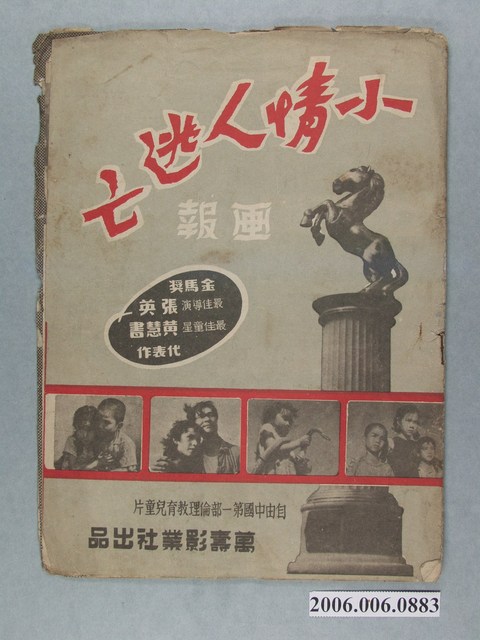 小情人逃亡
画報
金馬獎
最佳導演張英
最佳童星黃慧書
代表作
自由中國第一部倫理教育兒童片
萬壽影業社出品
2006.006.0883